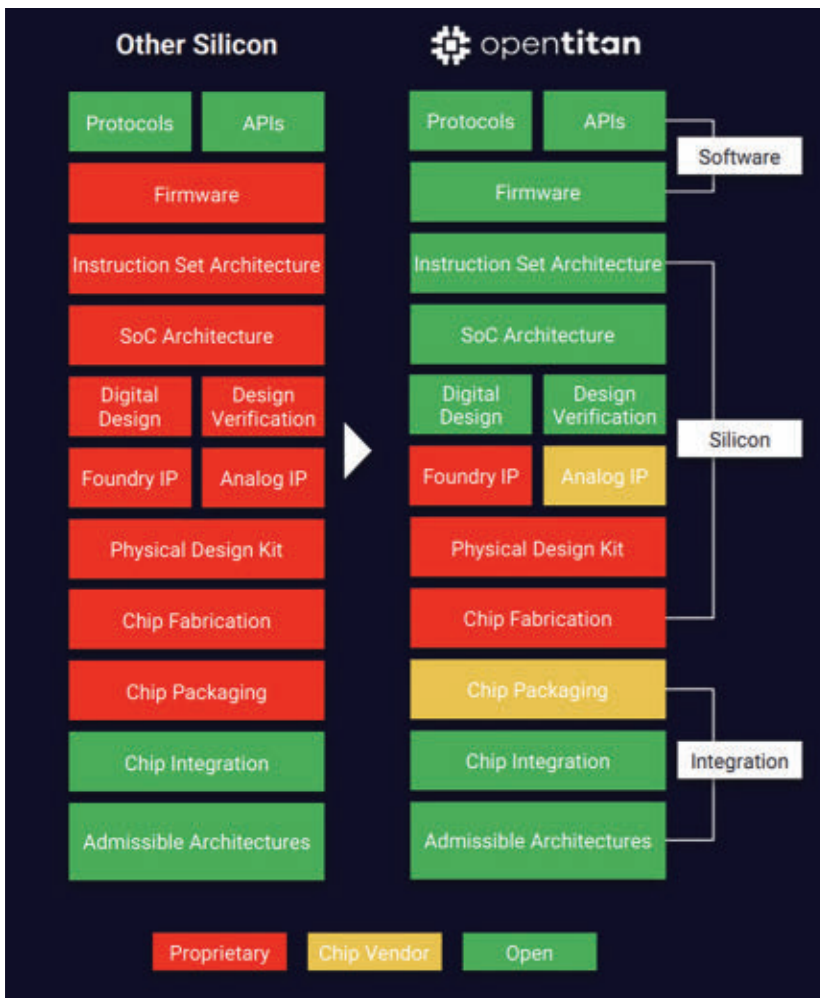 Other Silicon
opentitan
Protocols
APIs
Firmware
Instruction Set Architecture
SoC Architecture
Digital
Design
Design
Verification
Foundry IP
Analog IP
Physical Design Kit
Chip Fabrication
Chip Packaging
Chip Integration
Admissible Architectures
Protocols
APIs
Firmware
Instruction Set Architecture
SoC Architecture
Digital
Design
Design
Verification
Foundry IP
Analog IP
Physical Design Kit
Chip Fabrication
Chip Packaging
Chip Integration
Admissible Architectures
Software
Silicon
Integration
Proprietary
Chip Vendor
Open